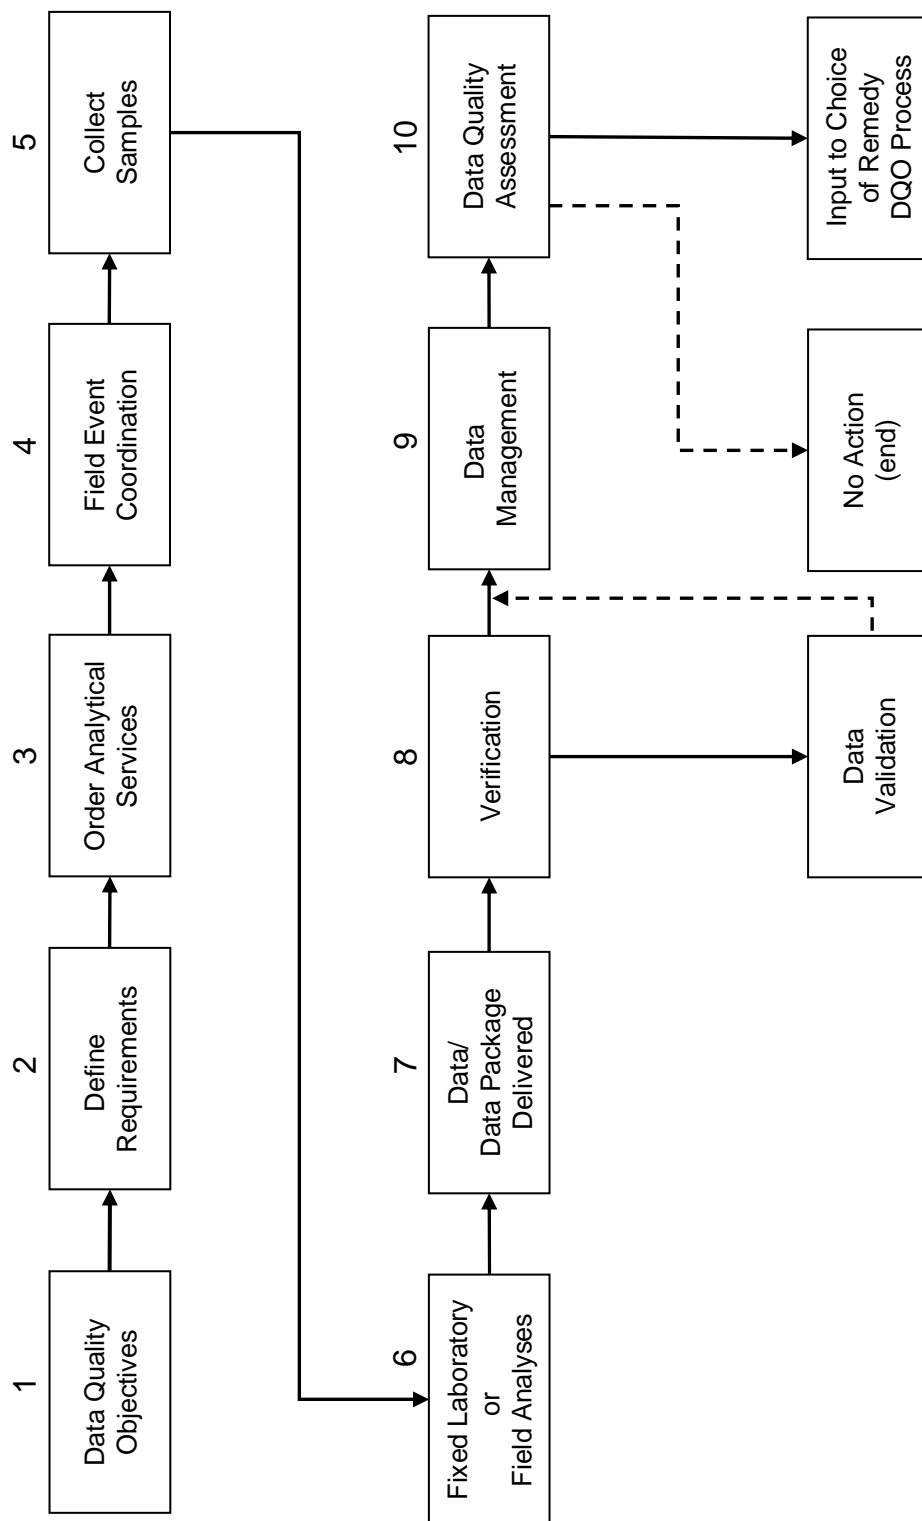 1
Data Quality
Objectives
2
Define
Requirements
3
Order Analytical
Services
4
Field Event
Coordination
5
Collect
Samples
6
Fixed Laboratory
or
Field Analyses
7
Data/
Data Package
Delivered
8
Verification
9
Data
Management
10
Data Quality
Assessment
Data
Validation
No Action
(end)
Input to Choice
of Remedy
DQO Process